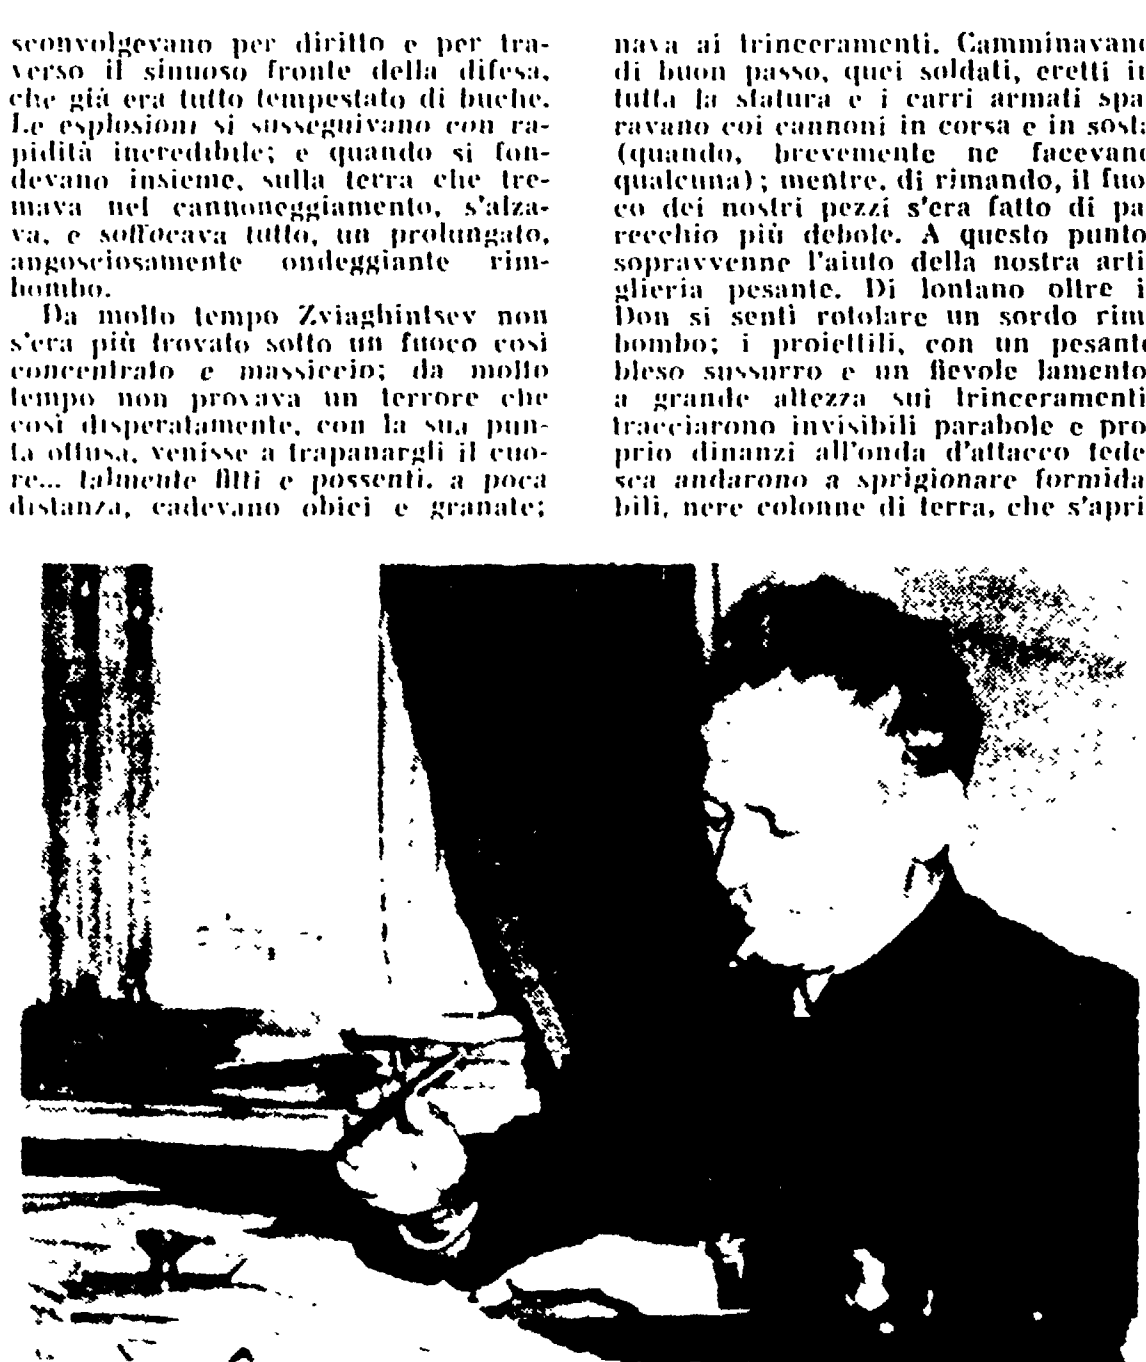 sconvolgevano per diritto e per tra-
verso il sinuoso fronte della difesa,
che già era tutto tempestato di buche.
Le esplosioni si susseguivano con ra-
pidità incredibile; e quando si fon-
devano insieme, sulla terra che tre-
mava nel cannoneggiamento, s'alza-
va, e soffocava tutto, un prolungato,
angosciosamente ondeggiante rim-
bombo.
Da molto tempo Zviaghintsev non
s'era più trovato sotto un fuoco così
concentrato e massiccio; da molto
tempo non provava un terrore che
così disperatamente, con la sua pun-
ta ottusa, venisse a trapanargli il cuo-
re... talmente fitti e possenti, a poca
distanza, cadevano obici e granate;
nava ai trinceramenti. Camminavano
di buon passo, quei soldati, eretti in
tutta la statura e i carri armati spa
ravano coi cannoni in corsa e in sosta
(quando, brevemente ne facevano
qualcuna); mentre, di rimando, il fuo
co dei nostri pezzi s'era fatto di pa
recchio più debole. A questo punto
sopravvenne l'aiuto della nostra arti
glieria pesante. Di lontano oltre i
Don si sentì rotolare un sordo rim
bombo; i proiettili, con un pesante
bleso sussurro e un fievole lamento
a grande altezza sui trinceramenti
tracciarono invisibili parabole e pro
prio dinanzi all'onda d'attacco tede
sca andarono a sprigionare formida
bili, nere colonne di terra, che s'apri